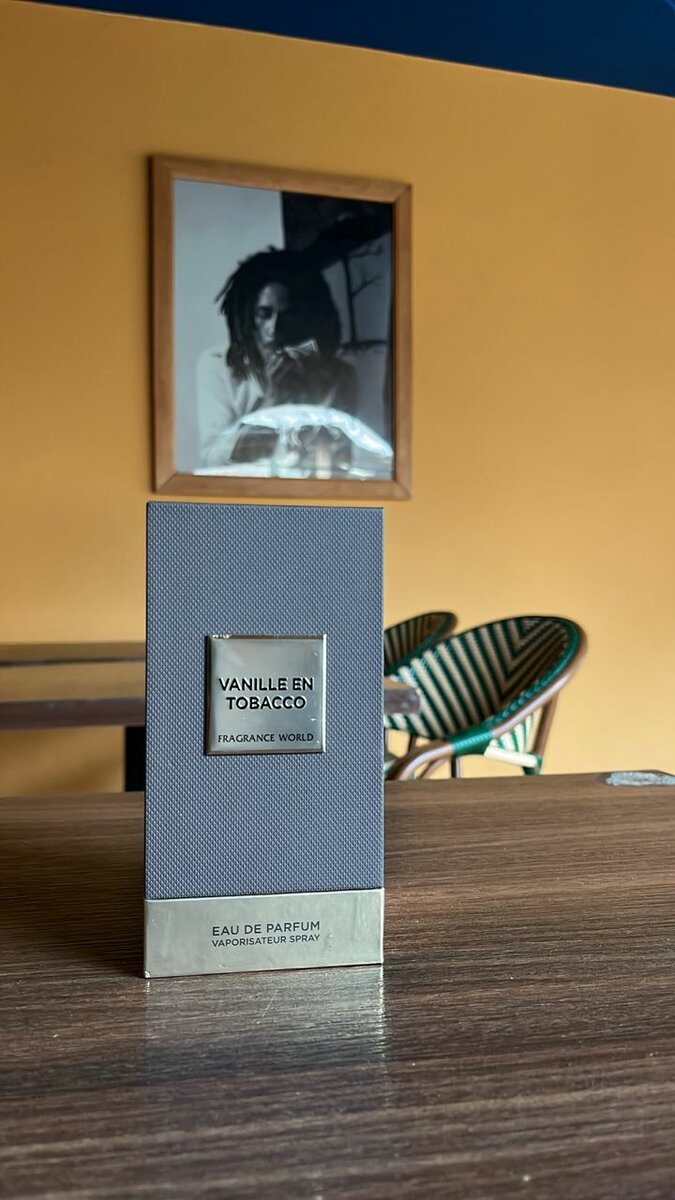 VANILLE EN
TOBACCO
FRAGRANCE WORLD
EAU DE PARFUM
VAPORISATEUR SPRAY